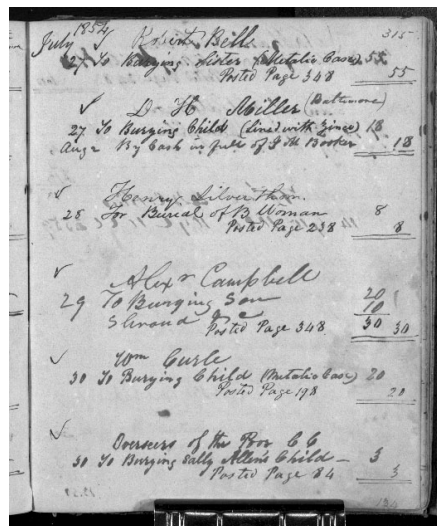 1854
315
July Robert Bell
27 To Burying Sister (Metalic Case) 55
Posted Page 348 55
D H Miller (Baltimore)
27 To Burying Child (Lined with Zince) 18
Aug 2 By Cash in full of J M Booker 18
Henry Silverthorn
28 For Burial of B Woman 8
Posted Page 238 8
Alexr Campbell
29 To Burying Son 20
Shroud &c 10
Posted Page 348 30 30
Wm Curle
30 To Burying Child (Metalic Case) 20
Posted Page 198 20
Overseers of the Poor C C
30 To Burying Sally Allen's Child 3
Posted Page 84 3